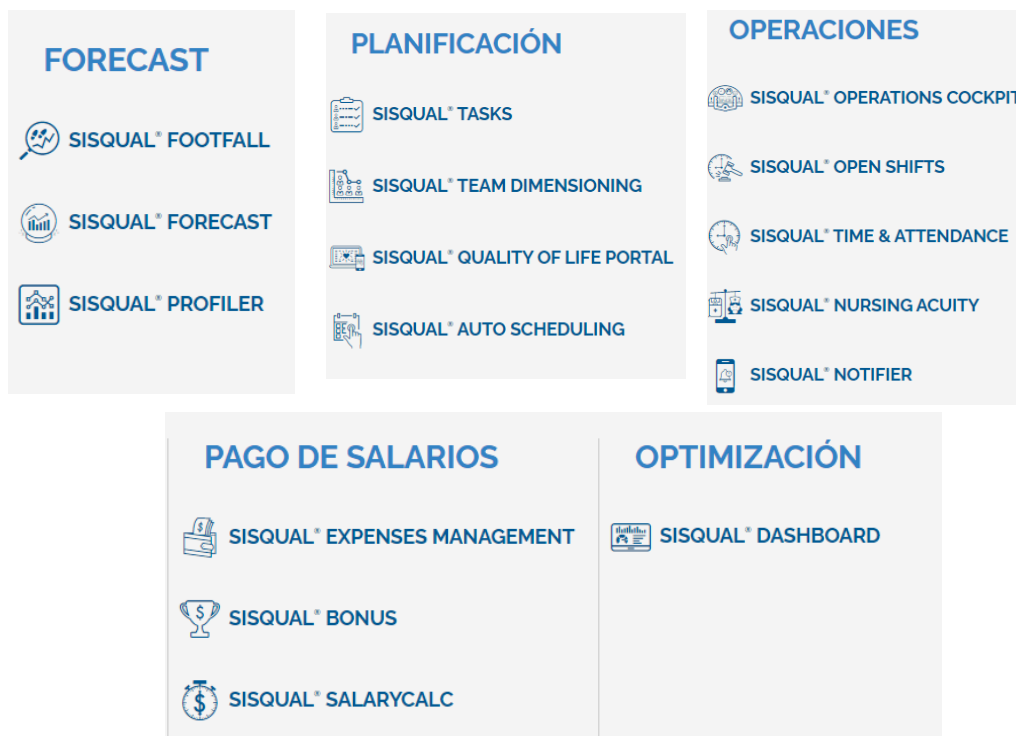 FORECAST
SISQUAL® FOOTFALL
SISQUAL® FORECAST
SISQUAL® PROFILER
PLANIFICACIÓN
SISQUAL® TASKS
SISQUAL® TEAM DIMENSIONING
SISQUAL® QUALITY OF LIFE PORTAL
SISQUAL® AUTO SCHEDULING
OPERACIONES
SISQUAL® OPERATIONS COCKPIT
SISQUAL® OPEN SHIFTS
SISQUAL® TIME & ATTENDANCE
SISQUAL® NURSING ACUITY
SISQUAL® NOTIFIER
PAGO DE SALARIOS
SISQUAL® EXPENSES MANAGEMENT
SISQUAL® BONUS
SISQUAL® SALARYCALC
OPTIMIZACIÓN
SISQUAL® DASHBOARD